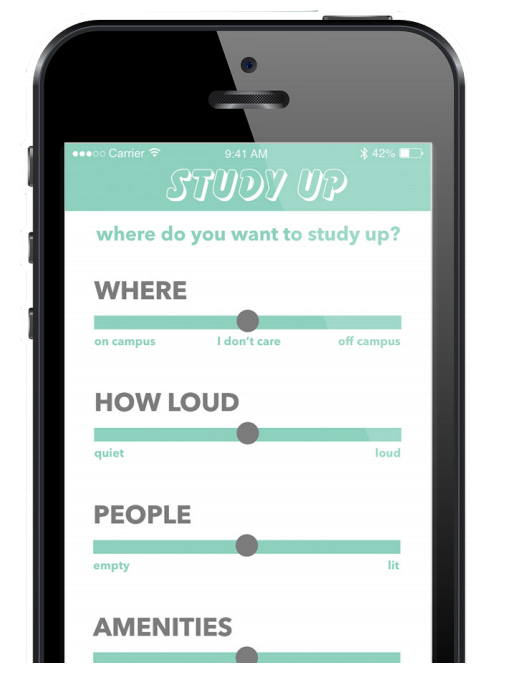 Carrier 9:41 AM 42%
STUDY UP
where do you want to study up?
WHERE
on campus I don't care off campus
HOW LOUD
quiet loud
PEOPLE
empty lit
AMENITIES